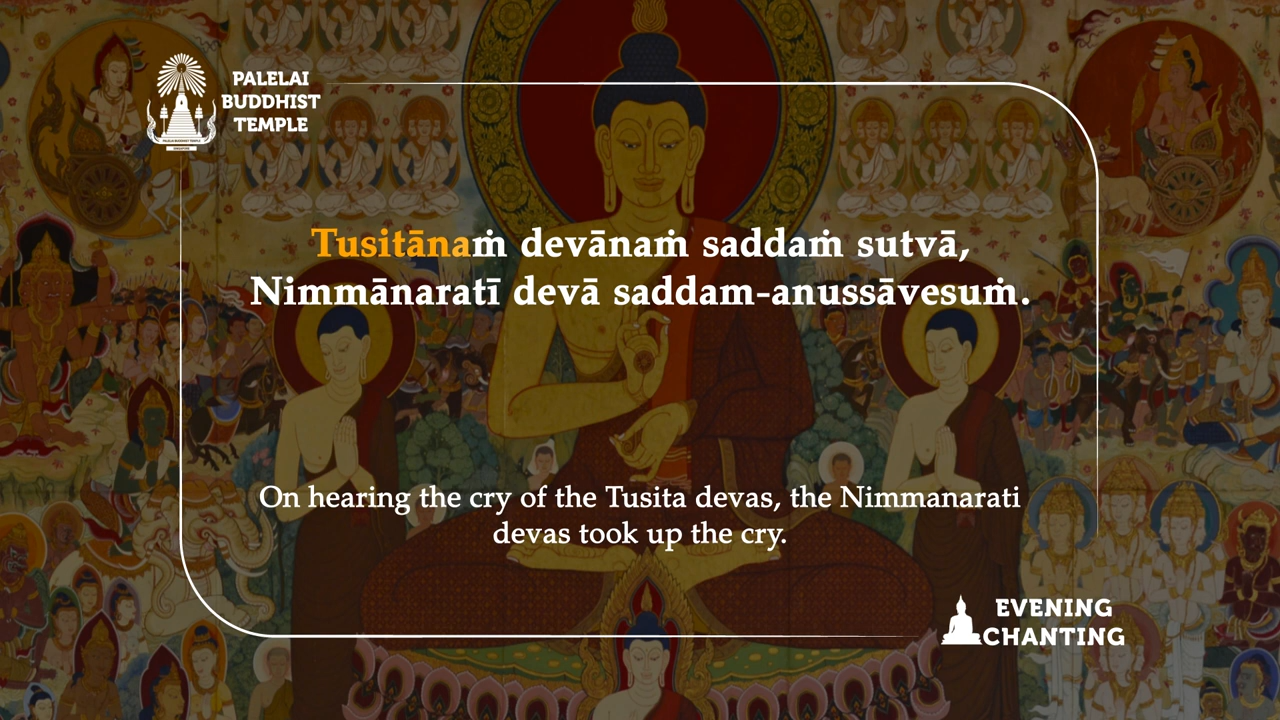 PALELAI
BUDDHIST
TEMPLE
Tusitānaṁ devānaṁ saddaṁ sutvā,
Nimmānaratī devā saddam-anussāvesuṁ.
On hearing the cry of the Tusita devas, the Nimmanarati
devas took up the cry.
EVENING
CHANTING